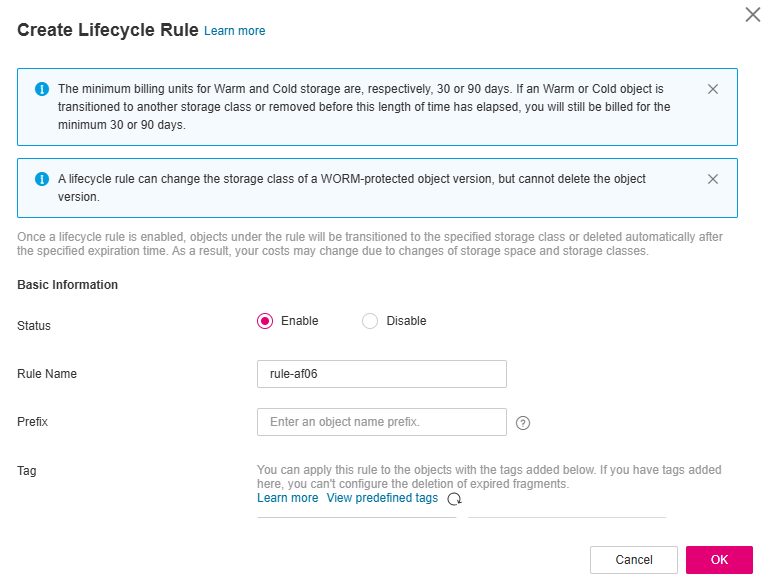 Create Lifecycle Rule Learn more
The minimum billing units for Warm and Cold storage are, respectively, 30 or 90 days. If an Warm or Cold object is
transitioned to another storage class or removed before this length of time has elapsed, you will still be billed for the
minimum 30 or 90 days.
A lifecycle rule can change the storage class of a WORM-protected object version, but cannot delete the object
version.
Once a lifecycle rule is enabled, objects under the rule will be transitioned to the specified storage class or deleted automatically after
the specified expiration time. As a result, your costs may change due to changes of storage space and storage classes.
Basic Information
Status Enable Disable
Rule Name rule-af06
Prefix Enter an object name prefix.
Tag You can apply this rule to the objects with the tags added below. If you have tags added
here, you can't configure the deletion of expired fragments.
Learn more View predefined tags
Cancel OK